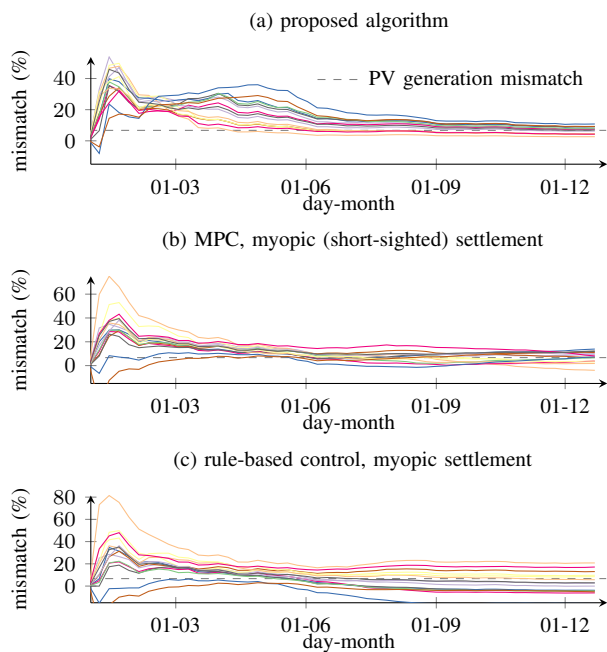 (a) proposed algorithm
mismatch (%)
40
20
0
PV generation mismatch
01-03 01-06 01-09 01-12
day-month
(b) MPC, myopic (short-sighted) settlement
mismatch (%)
60
40
20
0
01-03 01-06 01-09 01-12
day-month
(c) rule-based control, myopic settlement
mismatch (%)
80
60
40
20
0
01-03 01-06 01-09 01-12
day-month